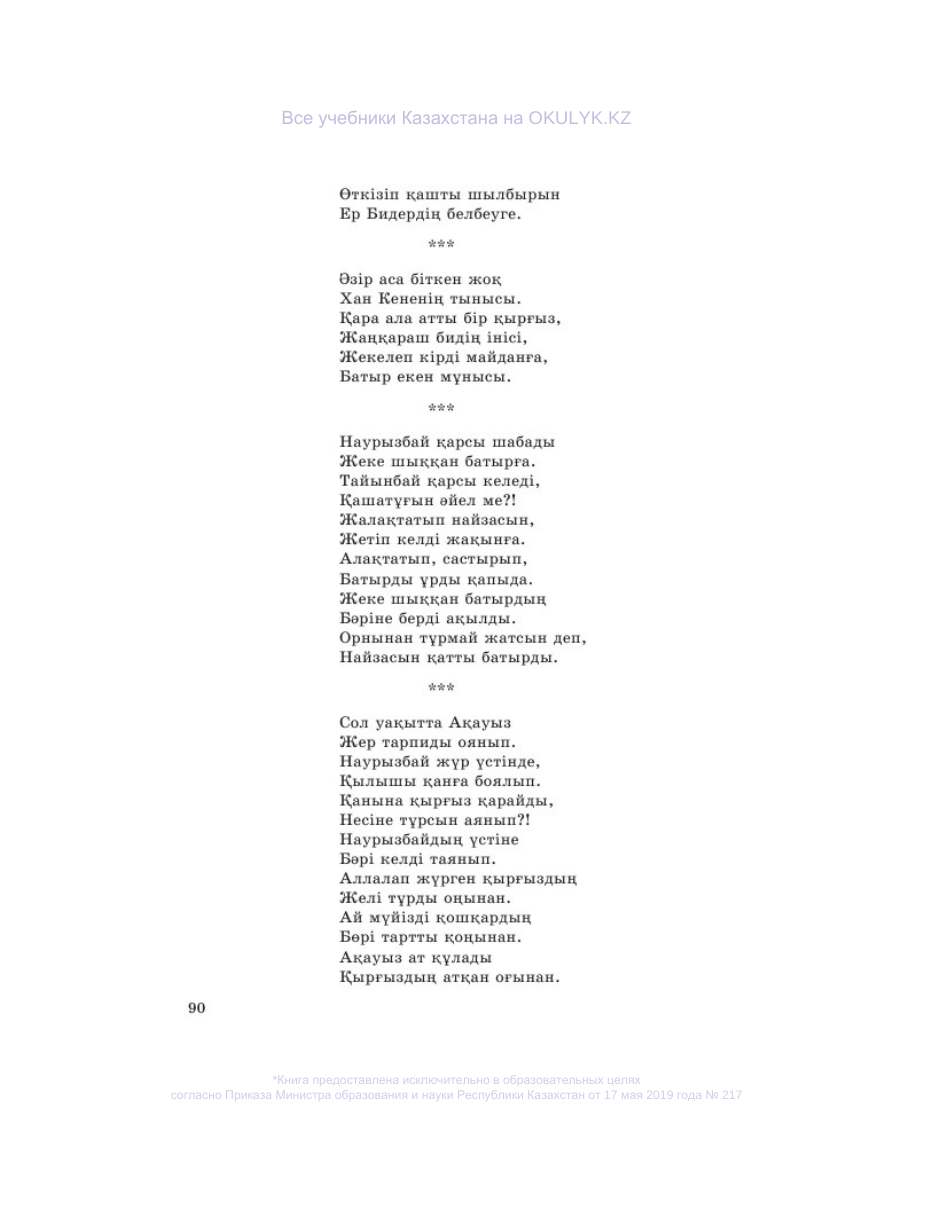 Все учебники Казахстана на OKULYK.KZ
Өткізіп қашты шылбырын
Ер Бидердің белбеуге.
***
Әзір аса біткен жоқ
Хан Кененің тынысы.
Қара ала атты бір қырғыз,
Жаңқараш бидің інісі,
Жекелеп кірді майданға,
Батыр екен мұнысы.
***
Наурызбай қарсы шабады
Жеке шыққан батырға.
Тайынбай қарсы келеді,
Қашатұғын әйел ме?!
Жалақтатып найзасын,
Жетіп келді жақынға.
Алақтатып, састырып,
Батырды ұрды қапыда.
Жеке шыққан батырдың
Бәріне берді ақылды.
Орнынан тұрмай жатсын деп,
Найзасын қатты батырды.
***
Сол уақытта Ақауыз
Жер тарпиды оянып.
Наурызбай жүр үстінде,
Қылышы қанға боялып.
Қанына қырғыз қарайды,
Несіне тұрсын аянып?!
Наурызбайдың үстіне
Бәрі келді таянып.
Аллалап жүрген қырғыздың
Желі тұрды оңынан.
Ай мүйізді қошқардың
Бөрі тартты қоңынан.
Ақауыз ат құлады
Қырғыздың атқан оғынан.
90
*Книга предоставлена исключительно в образовательных целях
согласно Приказа Министра образования и науки Республики Казахстан от 17 мая 2019 года № 217